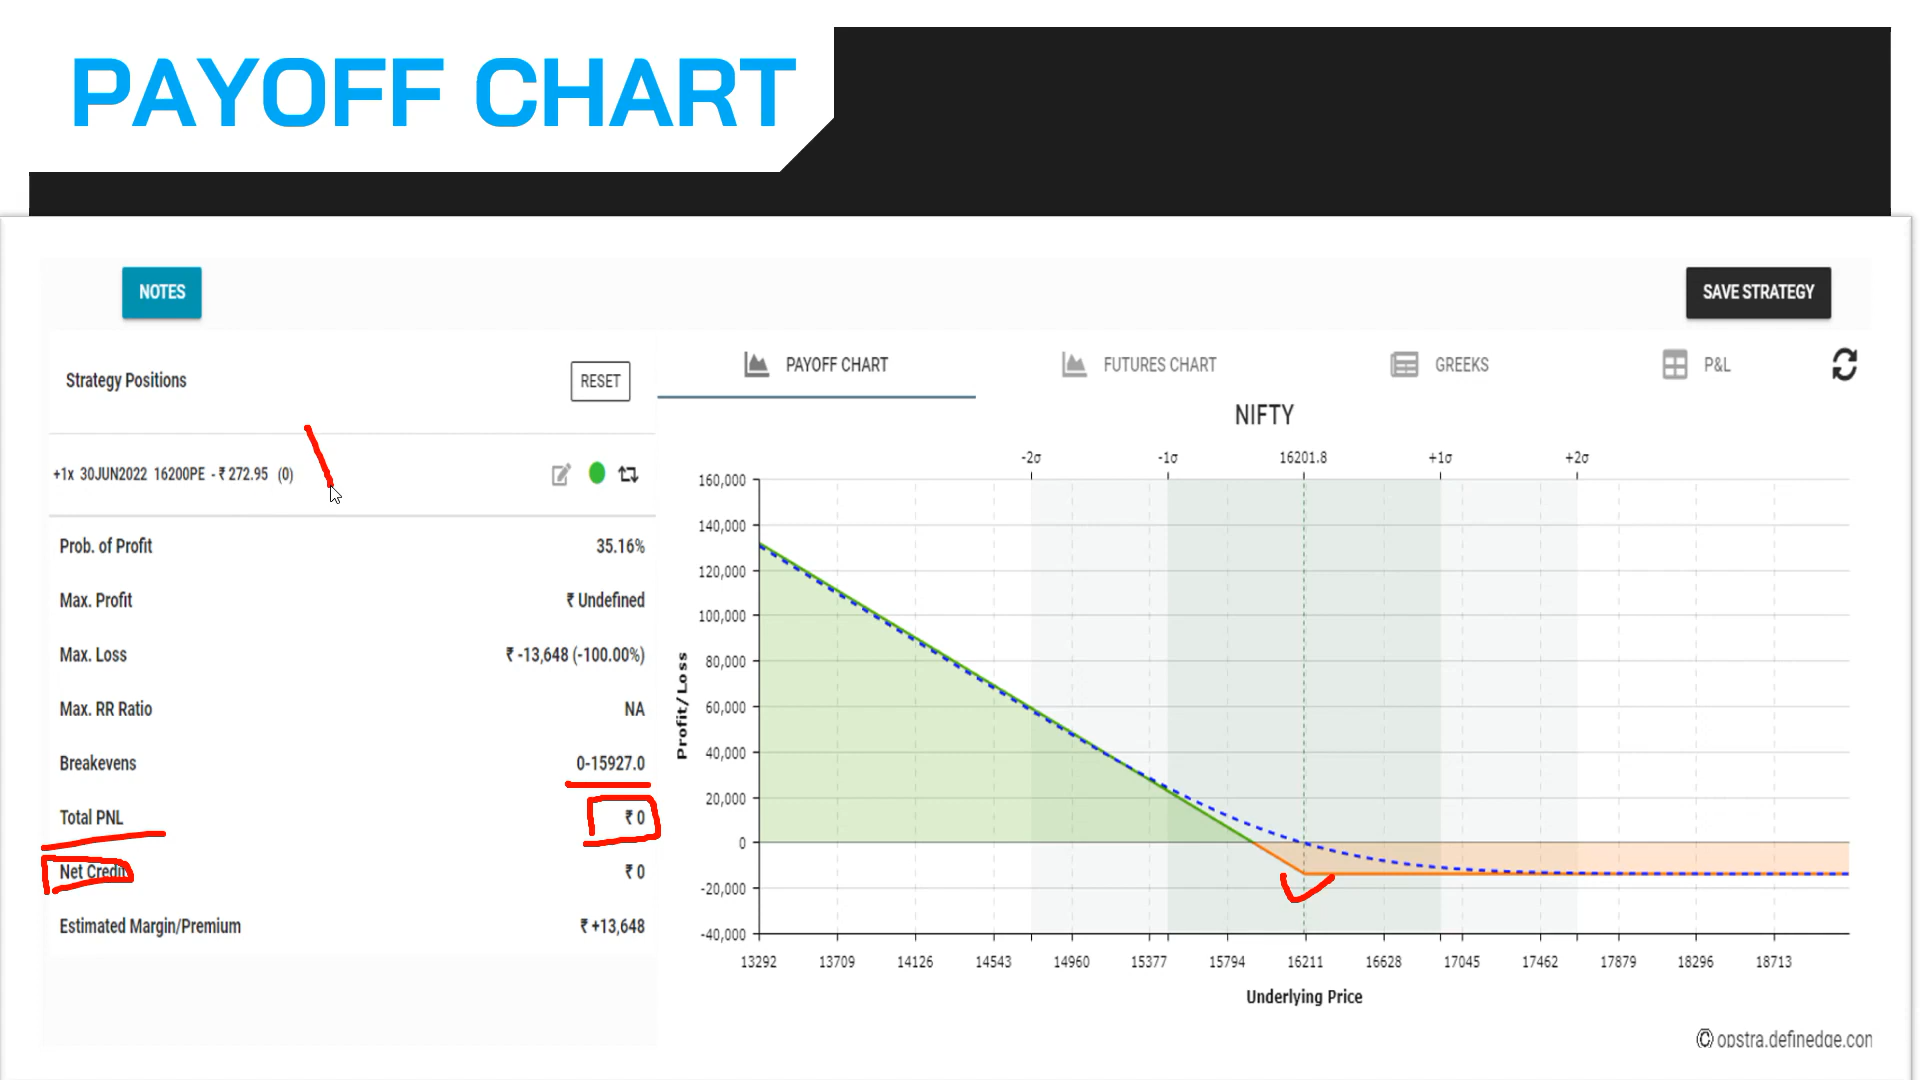 PAYOFF CHART
NOTES
SAVE STRATEGY
Strategy Positions
RESET
+1x 30JUN2022 16200PE - ₹ 272.95 (0)
Prob. of Profit 35.16%
Max. Profit ₹ Undefined
Max. Loss ₹ -13,648 (-100.00%)
Max. RR Ratio NA
Breakevens 0-15927.0
Total PNL ₹ 0
Net Credit ₹ 0
Estimated Margin/Premium ₹ +13,648
PAYOFF CHART FUTURES CHART GREEKS P&L
NIFTY
-2σ -1σ 16201.8 +1σ +2σ
160,000
140,000
120,000
100,000
80,000
60,000
40,000
20,000
0
-20,000
-40,000
Profit/Loss
13292 13709 14126 14543 14960 15377 15794 16211 16628 17045 17462 17879 18296 18713
Underlying Price
© opstra.definedge.com